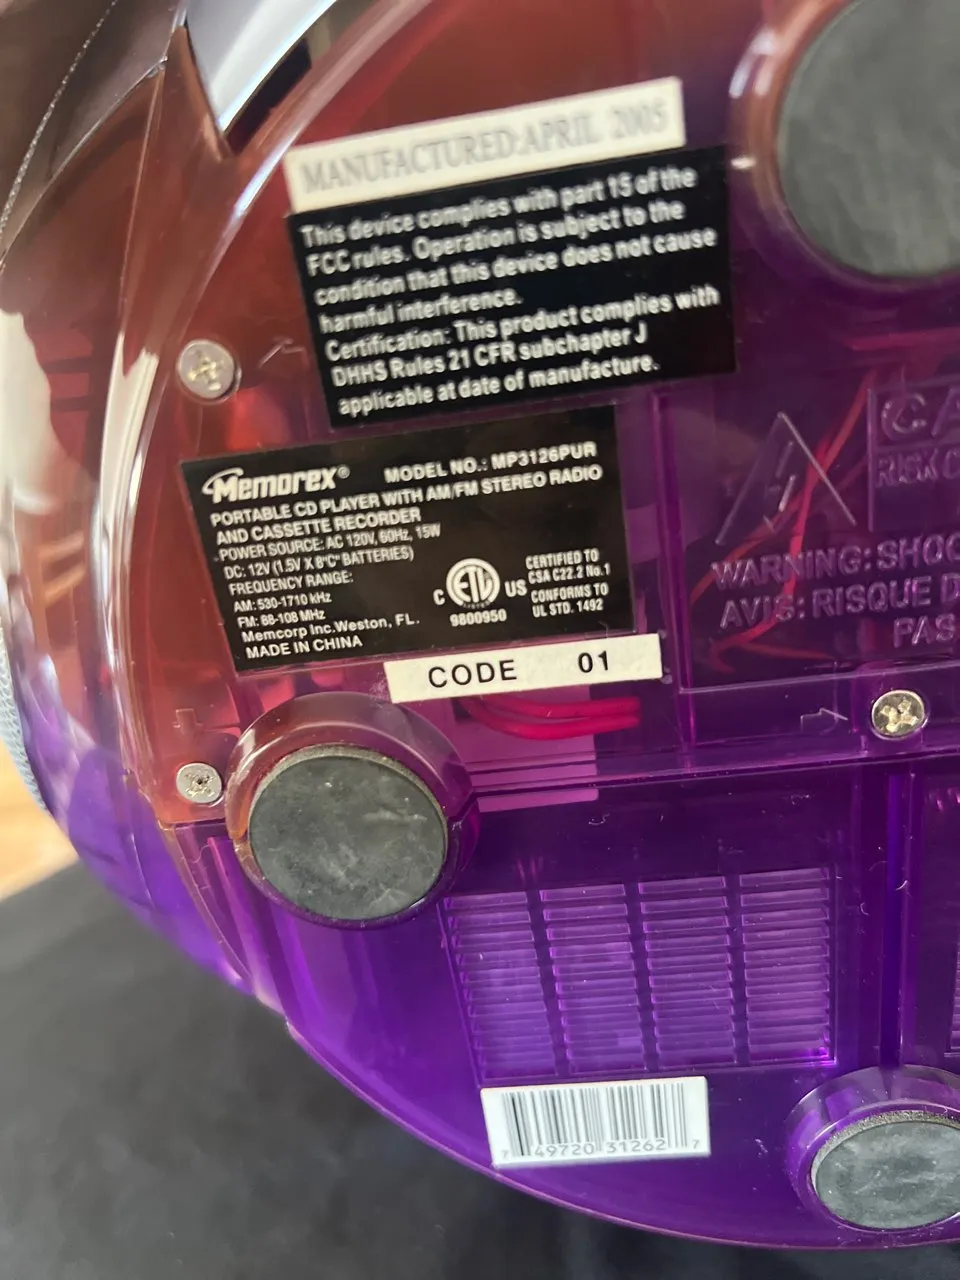 MANUFACTURED:APRIL 2005
This device complies with part 15 of the
FCC rules. Operation is subject to the
condition that this device does not cause
harmful interference.
Certification: This product complies with
DHHS Rules 21 CFR subchapter J
applicable at date of manufacture.
Memorex® MODEL NO.: MP3126PUR
PORTABLE CD PLAYER WITH AM/FM STEREO RADIO
AND CASSETTE RECORDER
POWER SOURCE: AC 120V, 60Hz, 15W
DC: 12V (1.5V X 8"C" BATTERIES)
FREQUENCY RANGE:
AM: 530-1710 kHz
FM: 88-108 MHz
Memcorp Inc. Weston, FL.
MADE IN CHINA
C ETL US
LISTED
9800950
CERTIFIED TO
CSA C22.2 No.1
CONFORMS TO
UL STD. 1492
CODE 01
CA
RISK O
WARNING: SHOC
AVIS: RISQUE D
PAS
7 49720 31262 7